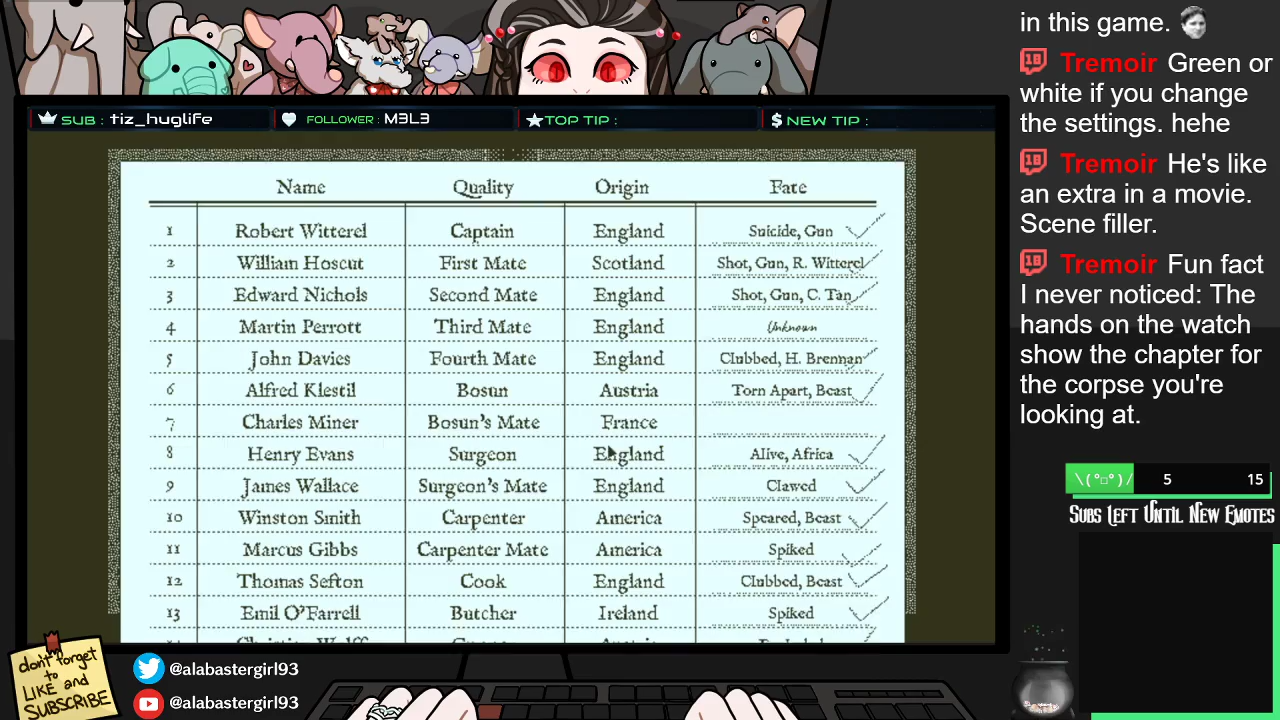 SUB : tiz_huglife
FOLLOWER : M3L3
TOP TIP :
$ NEW TIP :
Name Quality Origin Fate
1 Robert Witterel Captain England Suicide, Gun
2 William Hoscut First Mate Scotland Shot, Gun, R. Witterel
3 Edward Nichols Second Mate England Shot, Gun, C. Tan
4 Martin Perrott Third Mate England Unknown
5 John Davies Fourth Mate England Clubbed, H. Brennan
6 Alfred Klestil Bosun Austria Torn Apart, Beast
7 Charles Miner Bosun's Mate France
8 Henry Evans Surgeon England Alive, Africa
9 James Wallace Surgeon's Mate England Clawed
10 Winston Smith Carpenter America Speared, Beast
11 Marcus Gibbs Carpenter Mate America Spiked
12 Thomas Sefton Cook England Clubbed, Beast
13 Emil O'Farrell Butcher Ireland Spiked
in this game.
Tremoir Green or
white if you change
the settings. hehe
Tremoir He's like
an extra in a movie.
Scene filler.
Tremoir Fun fact
I never noticed: The
hands on the watch
show the chapter for
the corpse you're
looking at.
\(°□°)/ 5 15
Subs Left Until New Emotes
don't forget
to
LIKE and
SUBSCRIBE
@alabastergirl93
@alabastergirl93